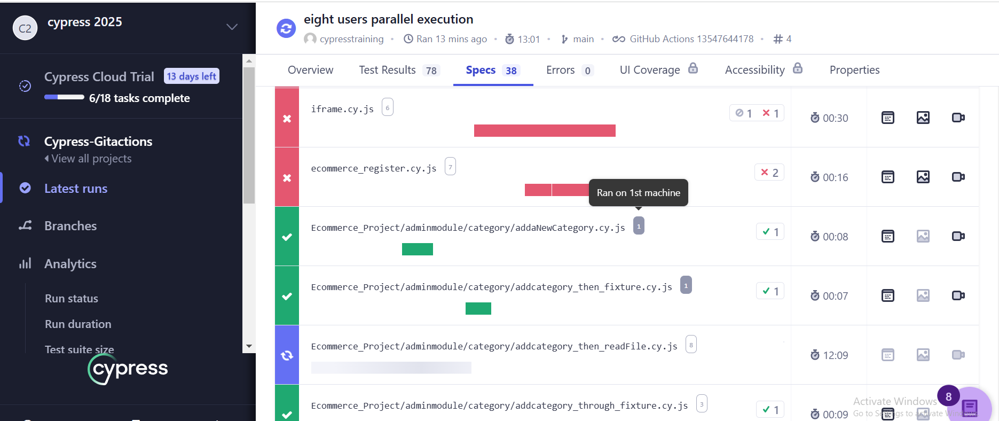 C2
cypress 2025
Cypress Cloud Trial
13 days left
6/18 tasks complete
Cypress-Gitactions
View all projects
Latest runs
Branches
Analytics
Run status
Run duration
Test suite size
cypress
eight users parallel execution
cypresstraining • Ran 13 mins ago • 13:01 • main • GitHub Actions 13547644178 • # 4
Overview Test Results 78 Specs 38 Errors 0 UI Coverage Accessibility Properties
iframe.cy.js 6 1 1 00:30
ecommerce_register.cy.js 7 2 00:16
Ran on 1st machine
Ecommerce_Project/adminmodule/category/addaNewCategory.cy.js 1 1 00:08
Ecommerce_Project/adminmodule/category/addcategory_then_fixture.cy.js 1 1 00:07
Ecommerce_Project/adminmodule/category/addcategory_then_readFile.cy.js 8 12:09
Ecommerce_Project/adminmodule/category/addcategory_through_fixture.cy.js 3 1 00:09
8
Activate Windows
Go to Settings to activate Windows.